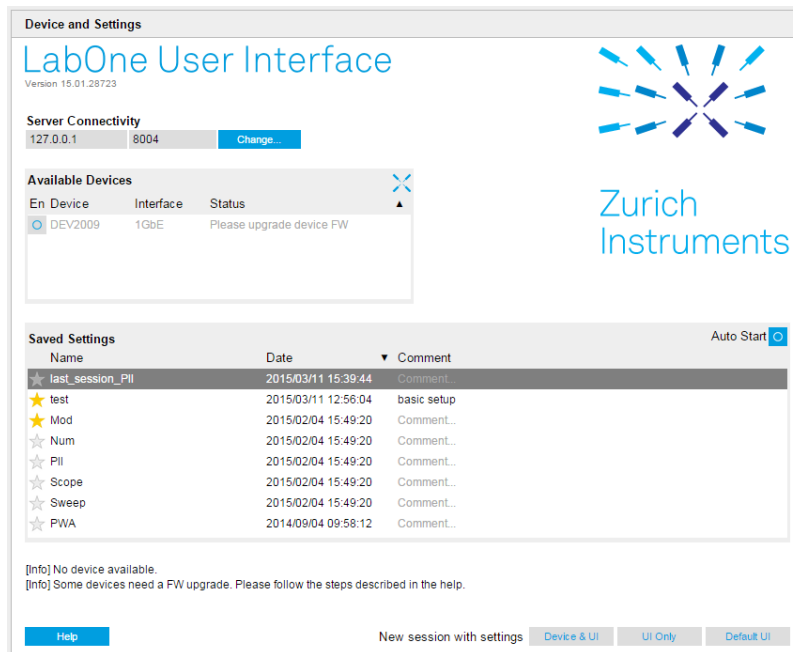 Device and Settings
LabOne User Interface
Version 15.01.28723
Server Connectivity
127.0.0.1 8004 Change...
Available Devices
En Device Interface Status ▲
DEV2009 1GbE Please upgrade device FW
Zurich
Instruments
Saved Settings Auto Start
Name Date ▼ Comment
last_session_Pll 2015/03/11 15:39:44 Comment...
test 2015/03/11 12:56:04 basic setup
Mod 2015/02/04 15:49:20 Comment...
Num 2015/02/04 15:49:20 Comment...
Pll 2015/02/04 15:49:20 Comment...
Scope 2015/02/04 15:49:20 Comment...
Sweep 2015/02/04 15:49:20 Comment...
PWA 2014/09/04 09:58:12 Comment...
[Info] No device available.
[Info] Some devices need a FW upgrade. Please follow the steps described in the help.
Help New session with settings Device & UI UI Only Default UI